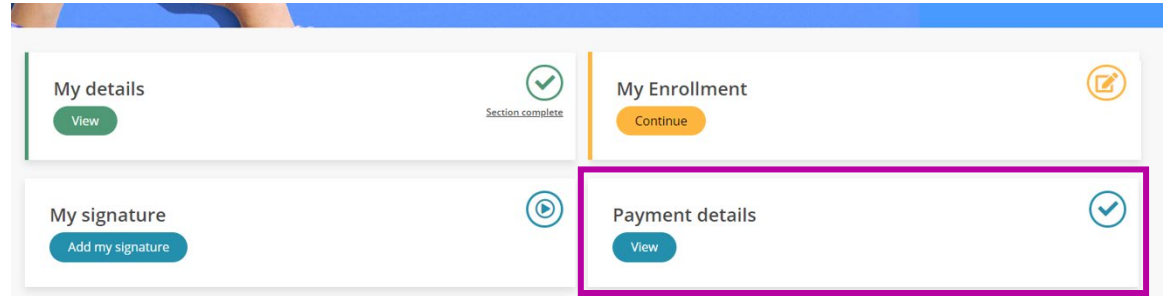 My details
View
Section complete
My Enrollment
Continue
My signature
Add my signature
Payment details
View